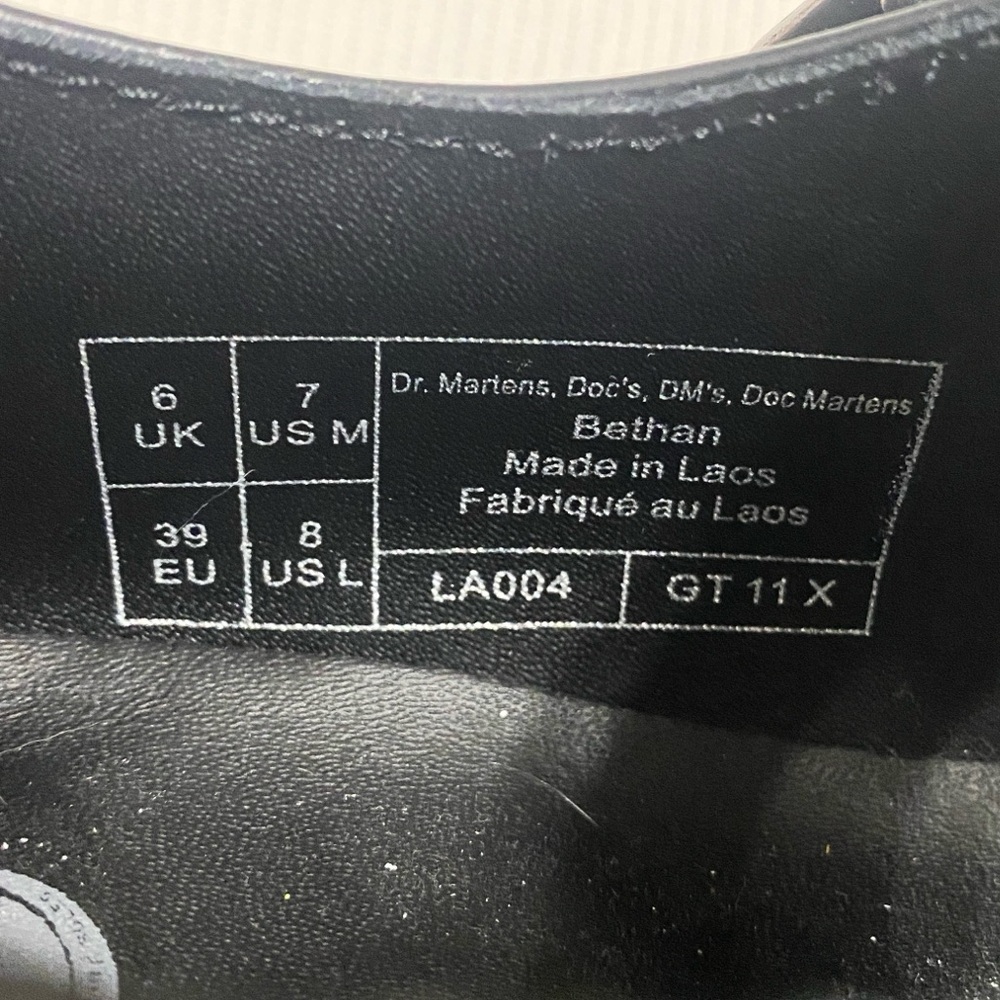 6
UK
7
US M
39
EU
8
US L
Dr. Martens, Doc's, DM's, Doc Martens
Bethan
Made in Laos
Fabriqué au Laos
LA004
GT 11 X